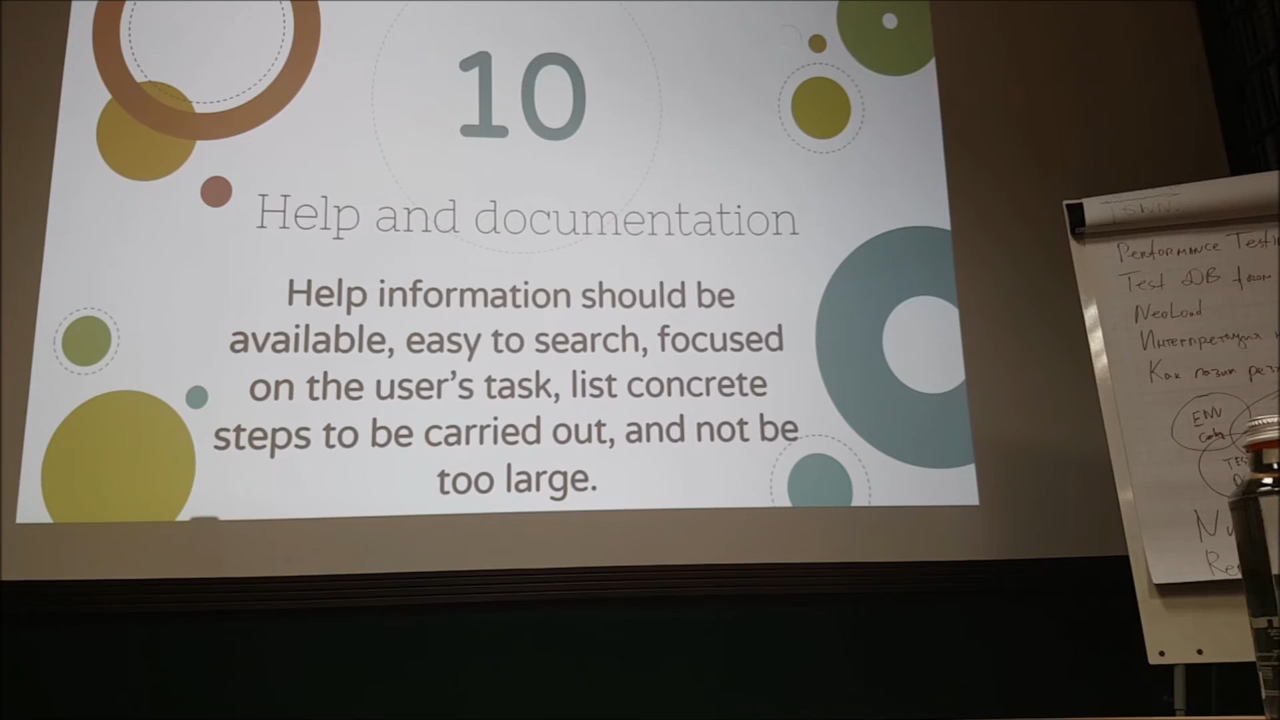 10
Help and documentation
Help information should be
available, easy to search, focused
on the user's task, list concrete
steps to be carried out, and not be
too large.
Performance Testi
Test DB
NeoLoad
Интерпретация
Как
ENV